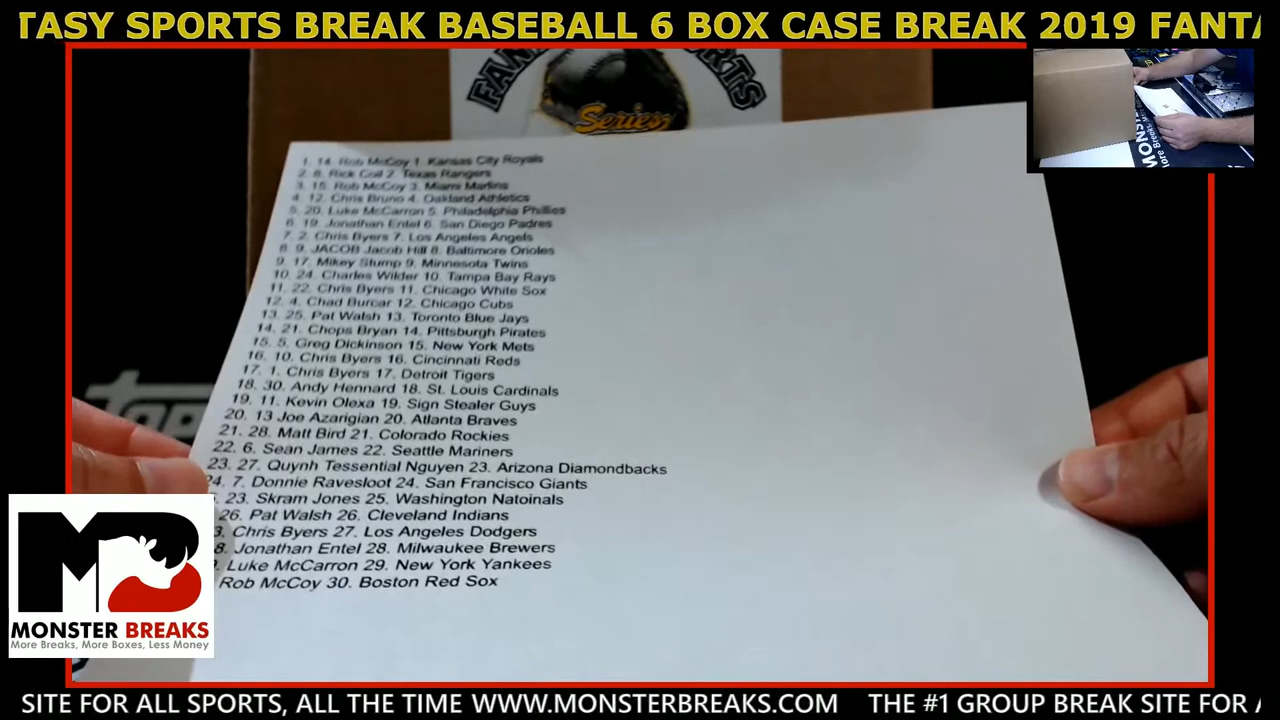 TASY SPORTS BREAK BASEBALL 6 BOX CASE BREAK 2019 FANTA
SPORTS
Series
1. 14. Rob McCoy 1. Kansas City Royals
2. 8. Rick Coil 2. Texas Rangers
3. 15. Rob McCoy 3. Miami Marlins
4. 12. Chris Bruno 4. Oakland Athletics
5. 20. Luke McCarron 5. Philadelphia Phillies
6. 19. Jonathan Entel 6. San Diego Padres
7. 2. Chris Byers 7. Los Angeles Angels
8. 9. JACOB Jacob Hill 8. Baltimore Orioles
9. 17. Mikey Stump 9. Minnesota Twins
10. 24. Charles Wilder 10. Tampa Bay Rays
11. 22. Chris Byers 11. Chicago White Sox
12. 4. Chad Burcar 12. Chicago Cubs
13. 25. Pat Walsh 13. Toronto Blue Jays
14. 21. Chops Bryan 14. Pittsburgh Pirates
15. 5. Greg Dickinson 15. New York Mets
16. 10. Chris Byers 16. Cincinnati Reds
17. 1. Chris Byers 17. Detroit Tigers
18. 30. Andy Hennard 18. St. Louis Cardinals
19. 11. Kevin Olexa 19. Sign Stealer Guys
20. 13 Joe Azarigian 20. Atlanta Braves
21. 28. Matt Bird 21. Colorado Rockies
22. 6. Sean James 22. Seattle Mariners
23. 27. Quynh Tessential Nguyen 23. Arizona Diamondbacks
24. 7. Donnie Ravesloot 24. San Francisco Giants
23. Skram Jones 25. Washington Natoinals
26. Pat Walsh 26. Cleveland Indians
3. Chris Byers 27. Los Angeles Dodgers
8. Jonathan Entel 28. Milwaukee Brewers
Luke McCarron 29. New York Yankees
Rob McCoy 30. Boston Red Sox
MB
MONSTER BREAKS
More Breaks, More Boxes, Less Money
SITE FOR ALL SPORTS, ALL THE TIME WWW.MONSTERBREAKS.COM THE #1 GROUP BREAK SITE FOR A